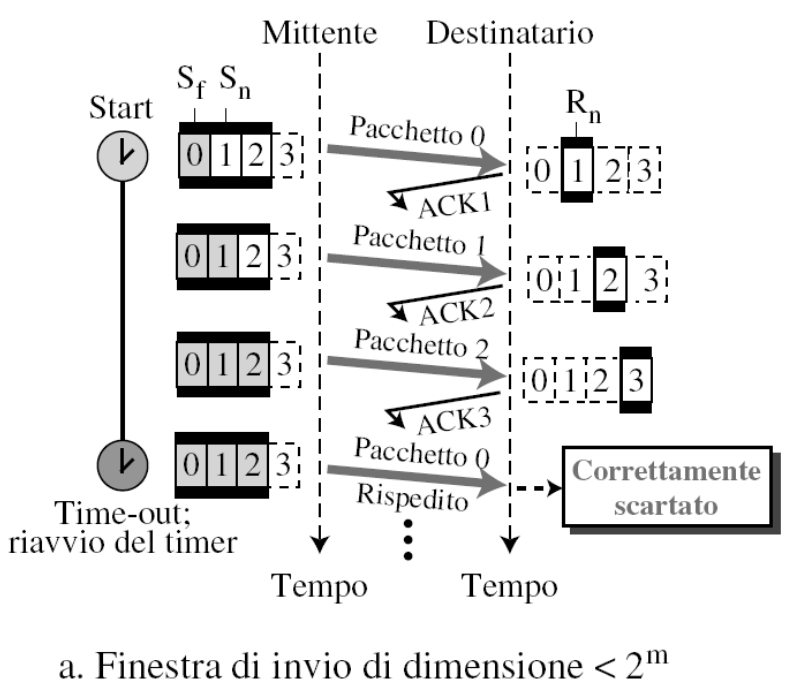 Mittente Destinatario
Start
S_f S_n
R_n
0 1 2 3
Pacchetto 0
0 1 2 3
ACK1
0 1 2 3
Pacchetto 1
0 1 2 3
ACK2
0 1 2 3
Pacchetto 2
0 1 2 3
ACK3
0 1 2 3
Pacchetto 0
Rispedito
Correttamente
scartato
Time-out;
riavvio del timer
Tempo Tempo
a. Finestra di invio di dimensione < 2^m